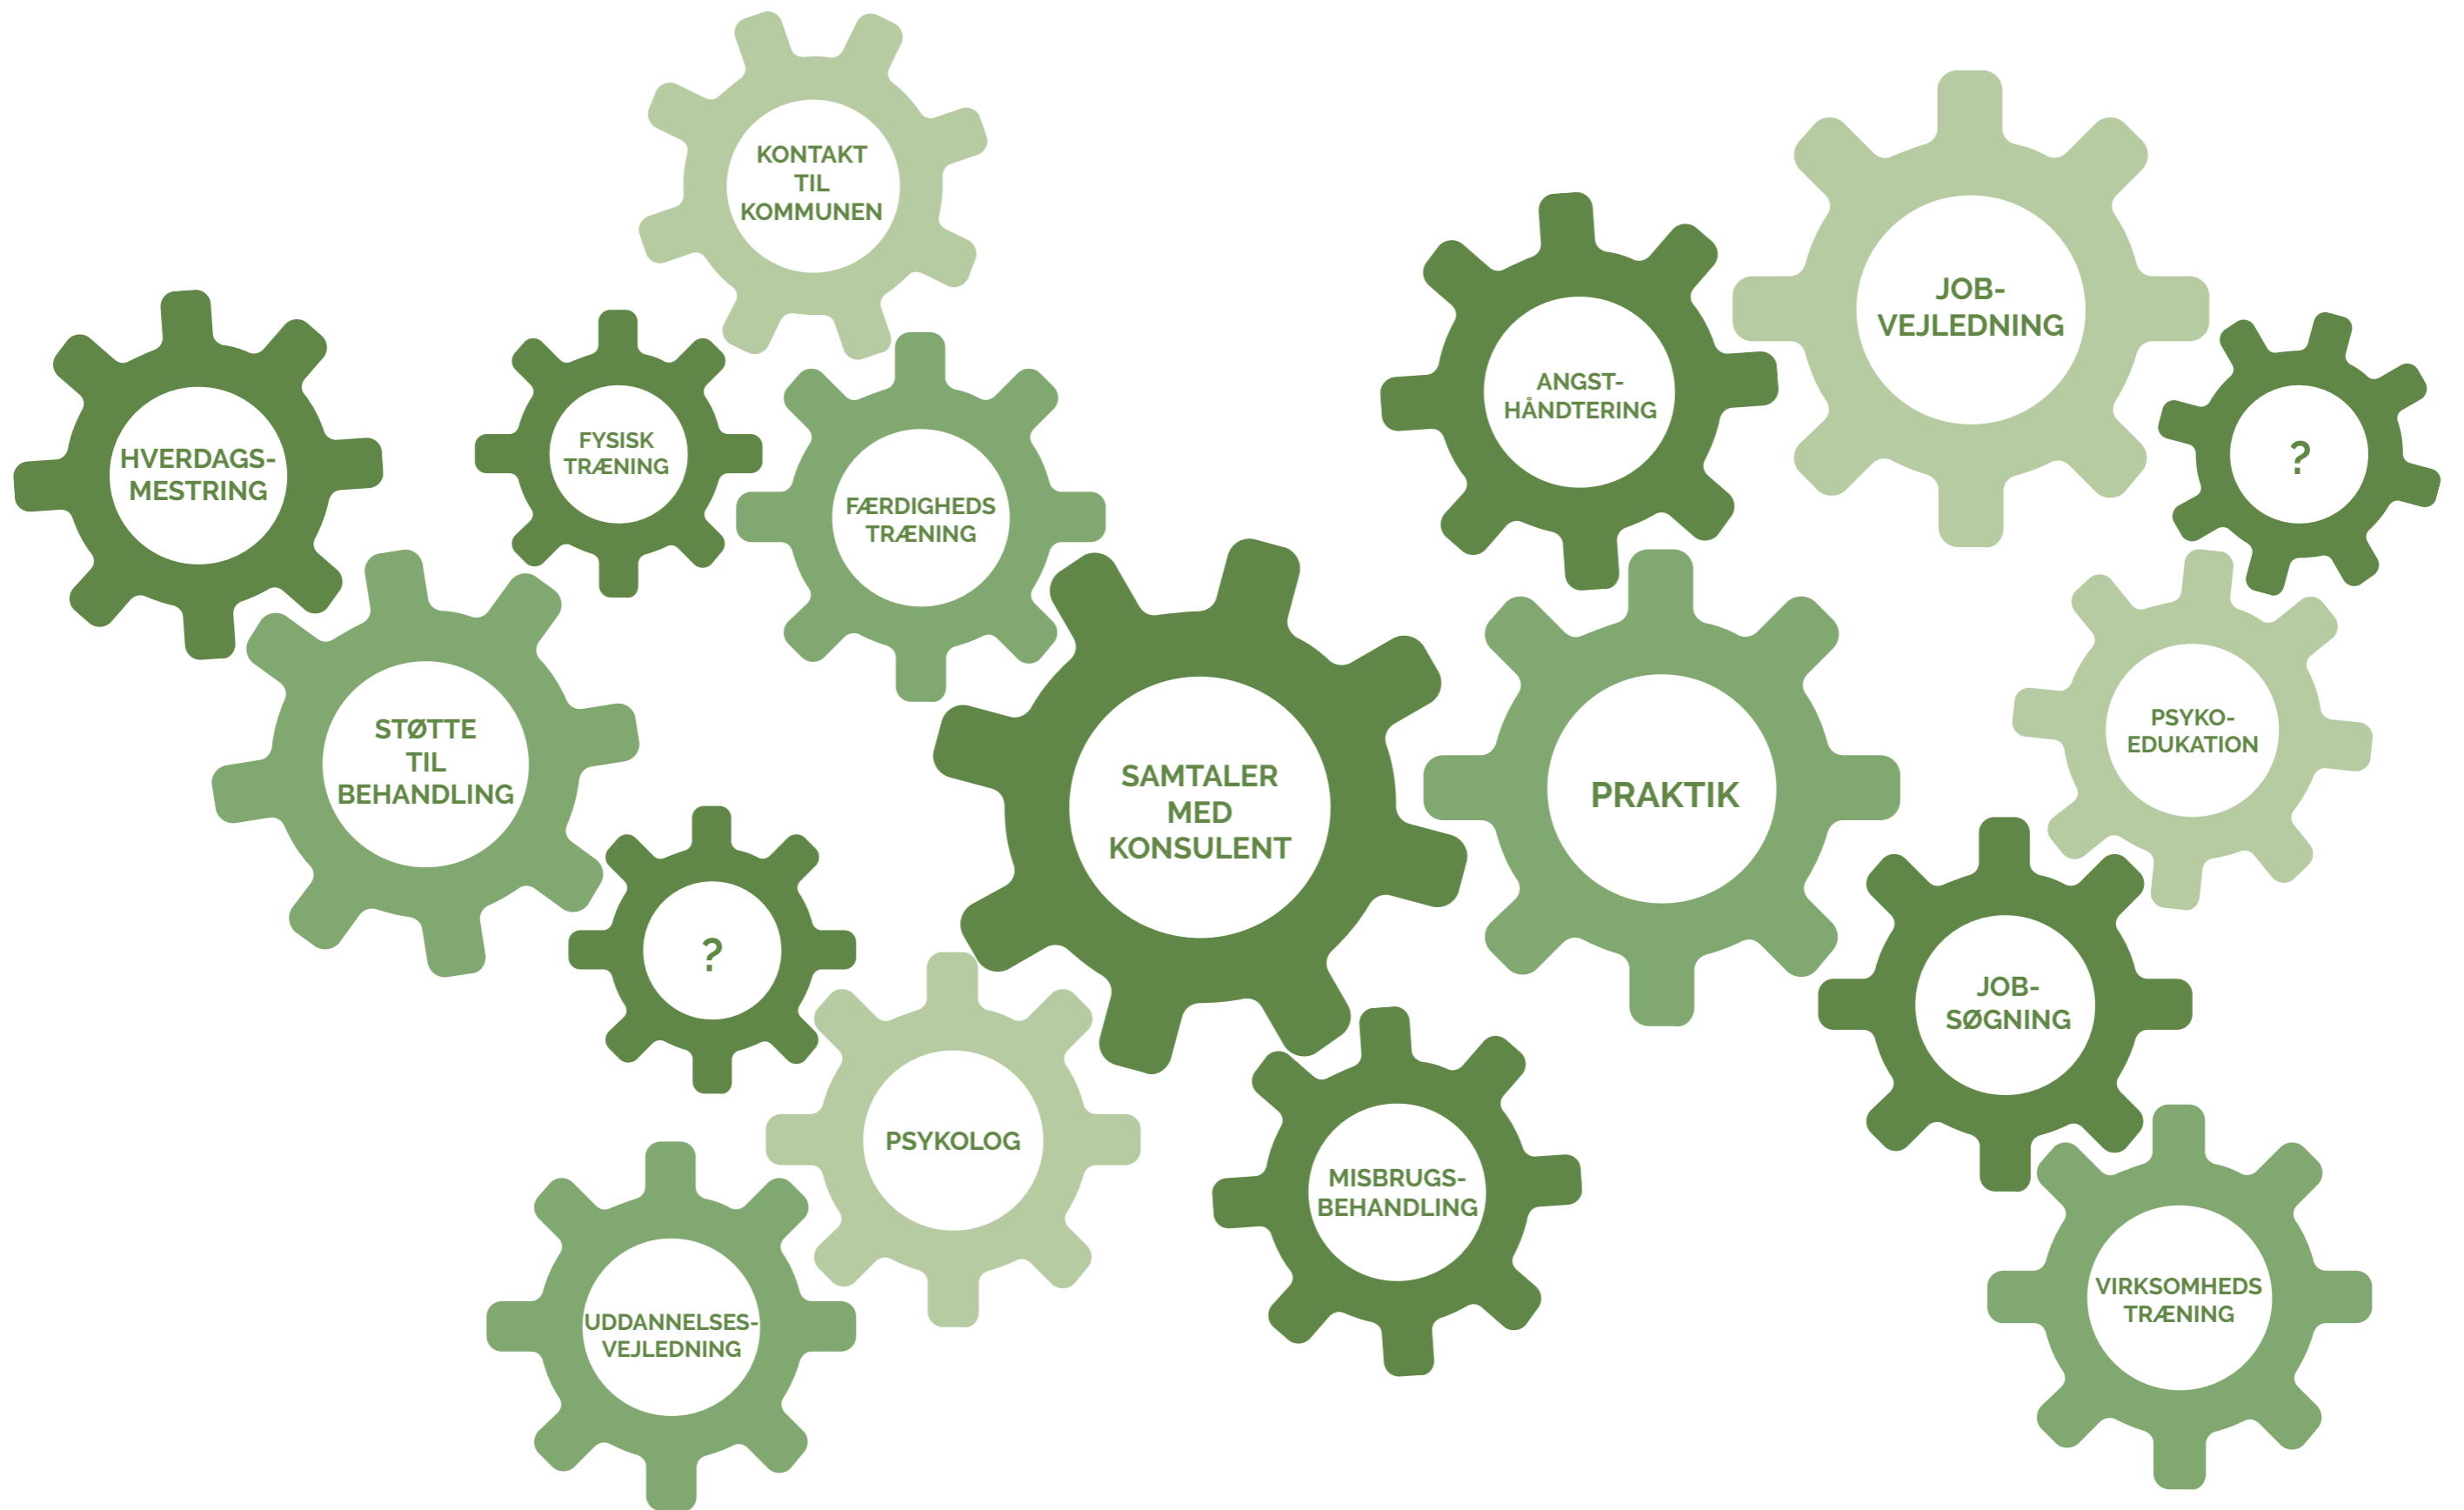 KONTAKT
TIL
KOMMUNEN
JOB-
VEJLEDNING
ANGST-
HÅNDTERING
HVERDAGS-
MESTRING
FYSISK
TRÆNING
FÆRDIGHEDS
TRÆNING
?
STØTTE
TIL
BEHANDLING
SAMTALER
MED
KONSULENT
PRAKTIK
PSYKO-
EDUKATION
?
JOB-
SØGNING
PSYKOLOG
MISBRUGS-
BEHANDLING
UDDANNELSES-
VEJLEDNING
VIRKSOMHEDS
TRÆNING